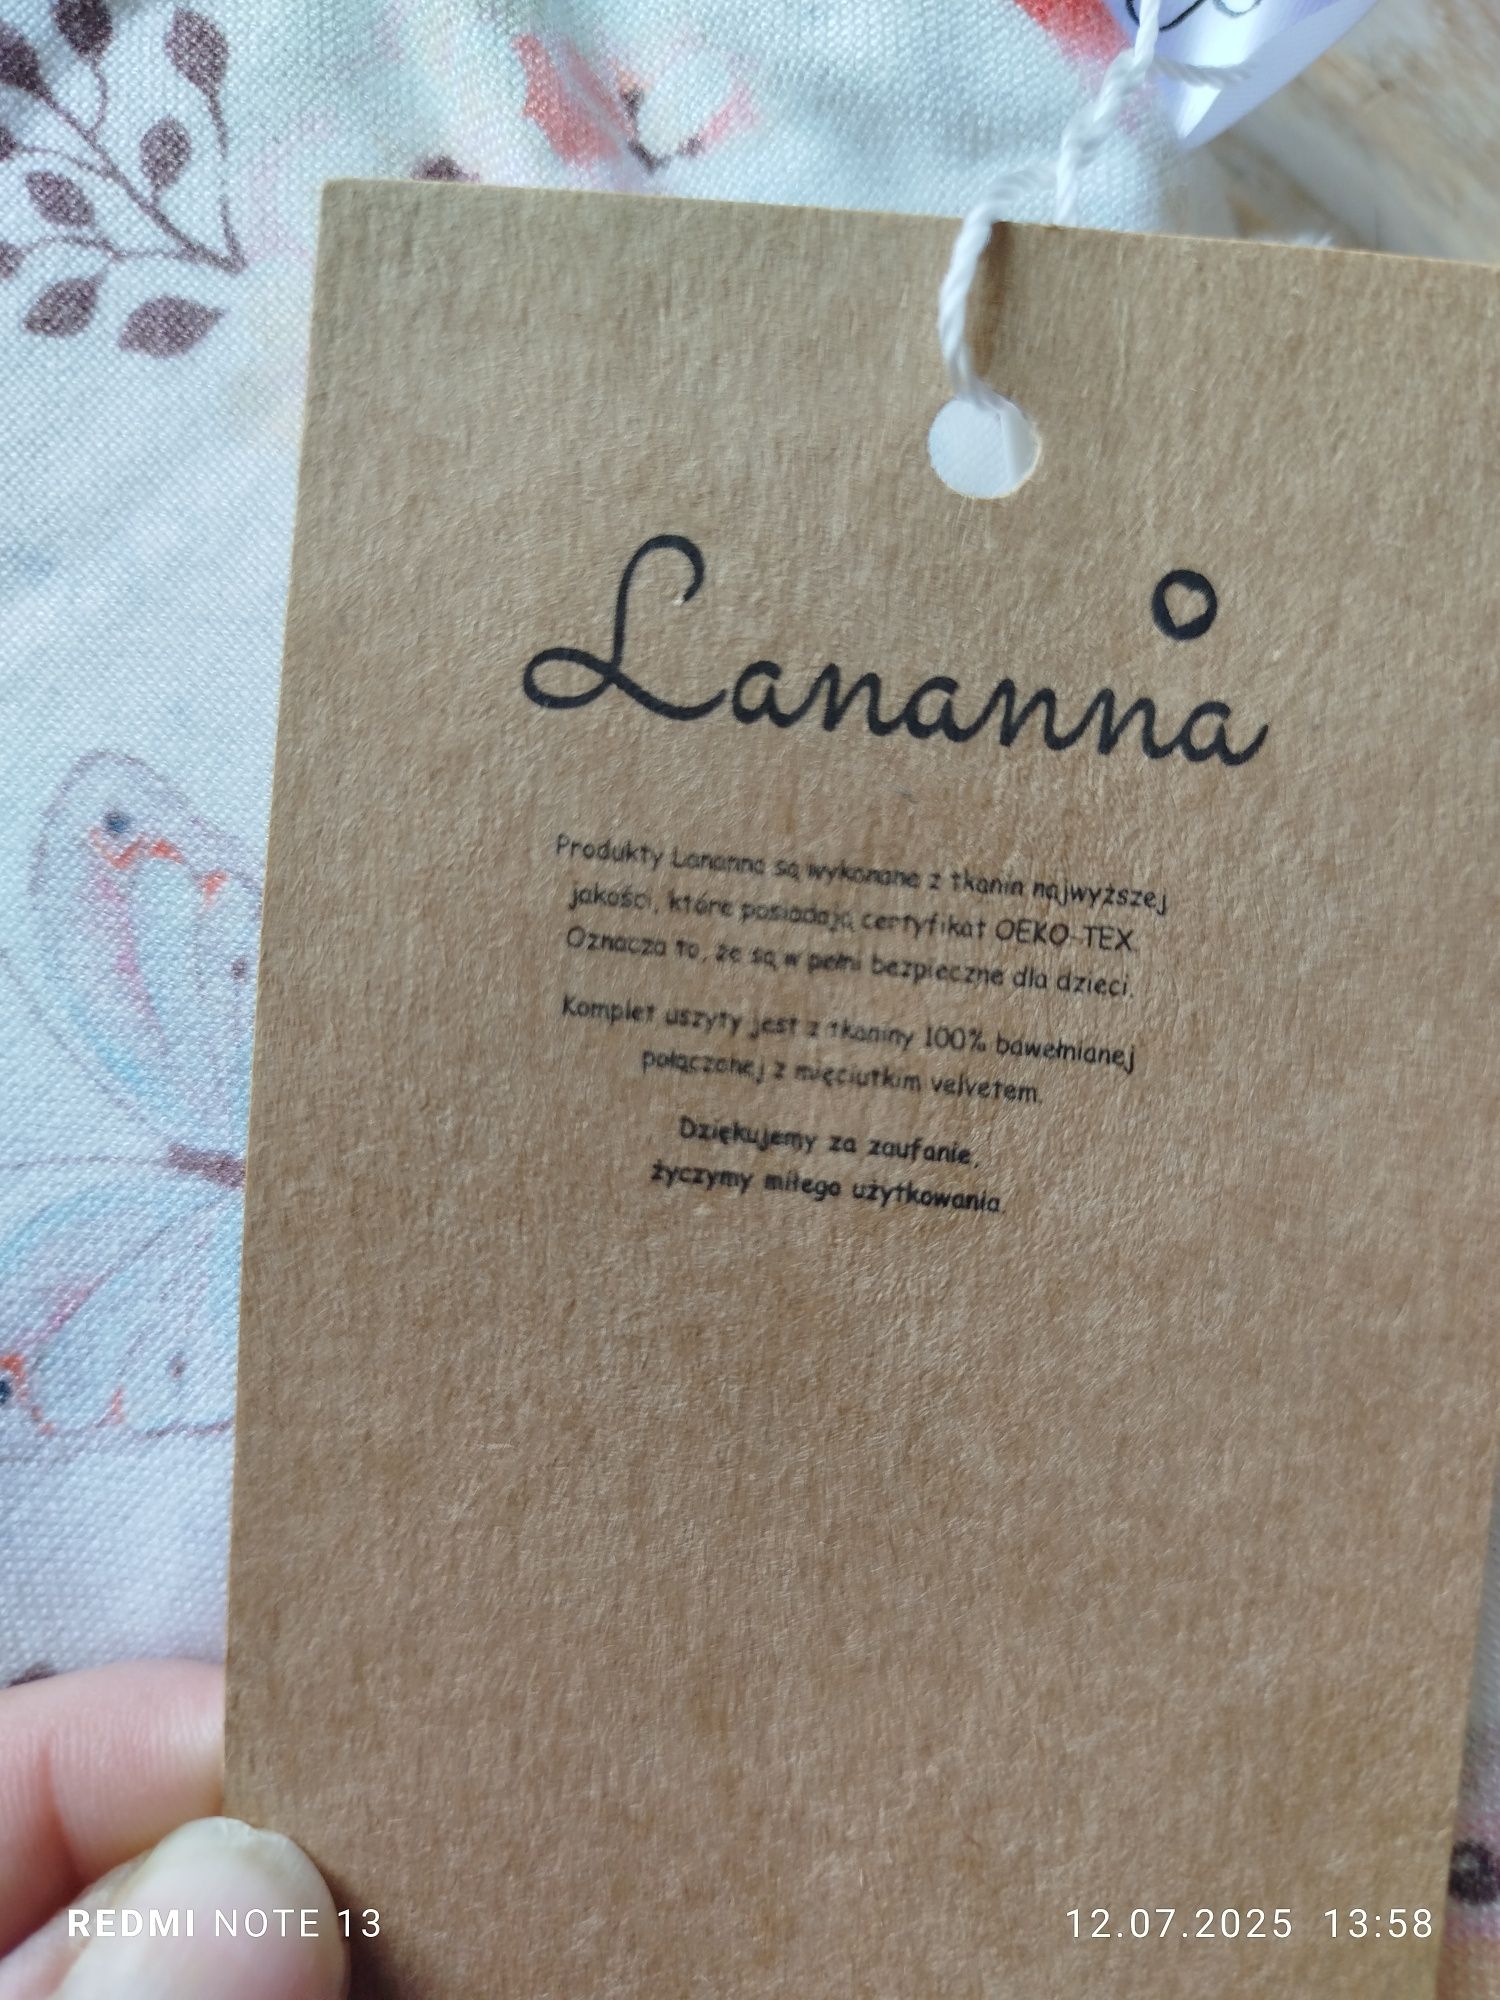 Lananna
Produkty Lananna są wykonane z tkanin najwyższej
jakości, które posiadają certyfikat OEKO-TEX.
Oznacza to, że są w pełni bezpieczne dla dzieci.
Komplet uszyty jest z tkaniny 100% bawełnianej
połączonej z mięciutkim velvetem.
Dziękujemy za zaufanie,
życzymy miłego użytkowania.
REDMI NOTE 13
12.07.2025 13:58